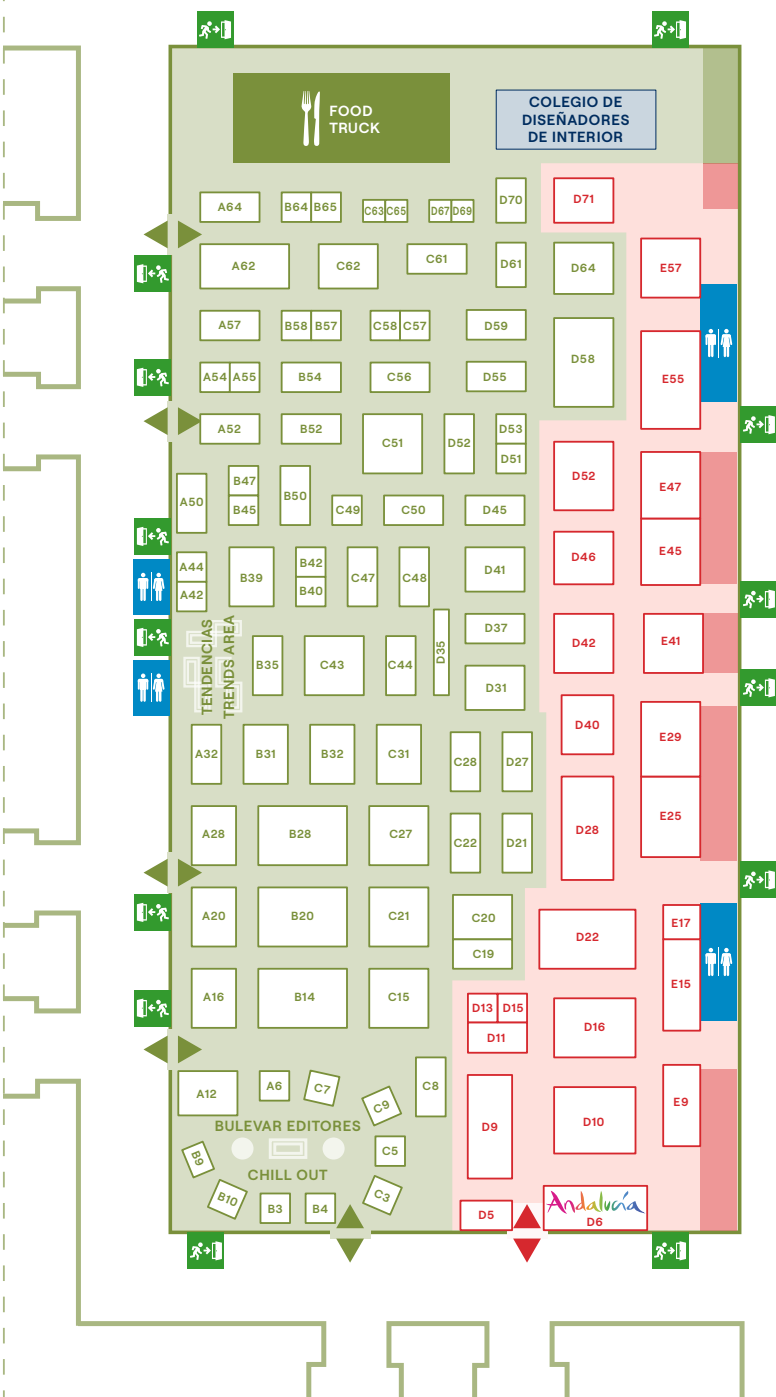 FOOD
TRUCK
COLEGIO DE
DISEÑADORES
DE INTERIOR
A64
B64 B65
C63 C65
D67 D69
D70
D71
A62
C62
C61
D61
D64
E57
A57
B58 B57
C58 C57
D59
D58
E55
A54 A55
B54
C56
D55
A52
B52
C51
D52
D53
D51
D52
E47
A50
B47
B45
B50
C49
C50
D45
D46
E45
A44
A42
B39
B42
B40
C47
C48
D41
TENDENCIAS
TRENDS AREA
B35
C43
C44
D35
D37
D31
D42
E41
A32
B31
B32
C31
C28
D27
D40
E29
A28
B28
C27
C22
D21
D28
E25
A20
B20
C21
C20
C19
D22
E17
E15
A16
B14
C15
D13 D15
D11
D16
A12
A6
C7
C9
C8
D9
D10
E9
BULEVAR EDITORES
B9
C5
CHILL OUT
B10
B3
B4
C3
D5
Andalucía
D6